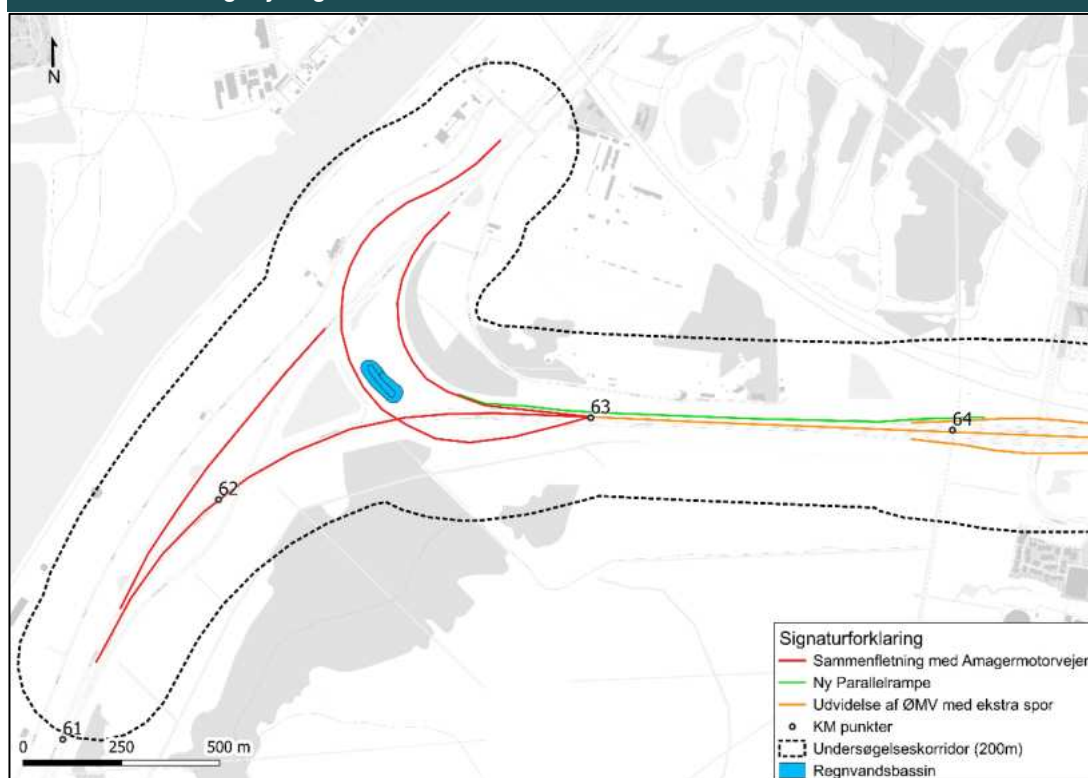 N
63
64
62
61
0 250 500 m
Signaturforklaring
Sammenfletning med Amagermotorvejen
Ny Parallelrampe
Udvidelse af ØMV med ekstra spor
KM punkter
Undersøgelseskorridor (200m)
Regnvandsbassin